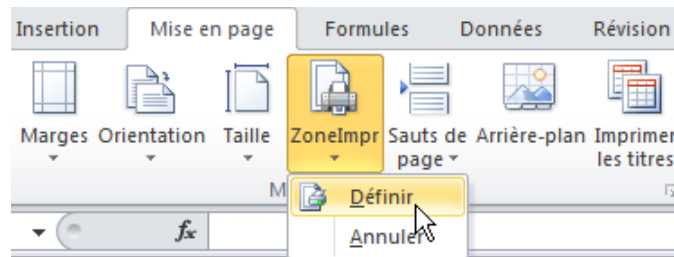 Insertion Mise en page Formules Données Révision
Marges Orientation Taille ZoneImpr Sauts de Arrière-plan Imprimer
page les titres
M
Définir
fx
Annuler